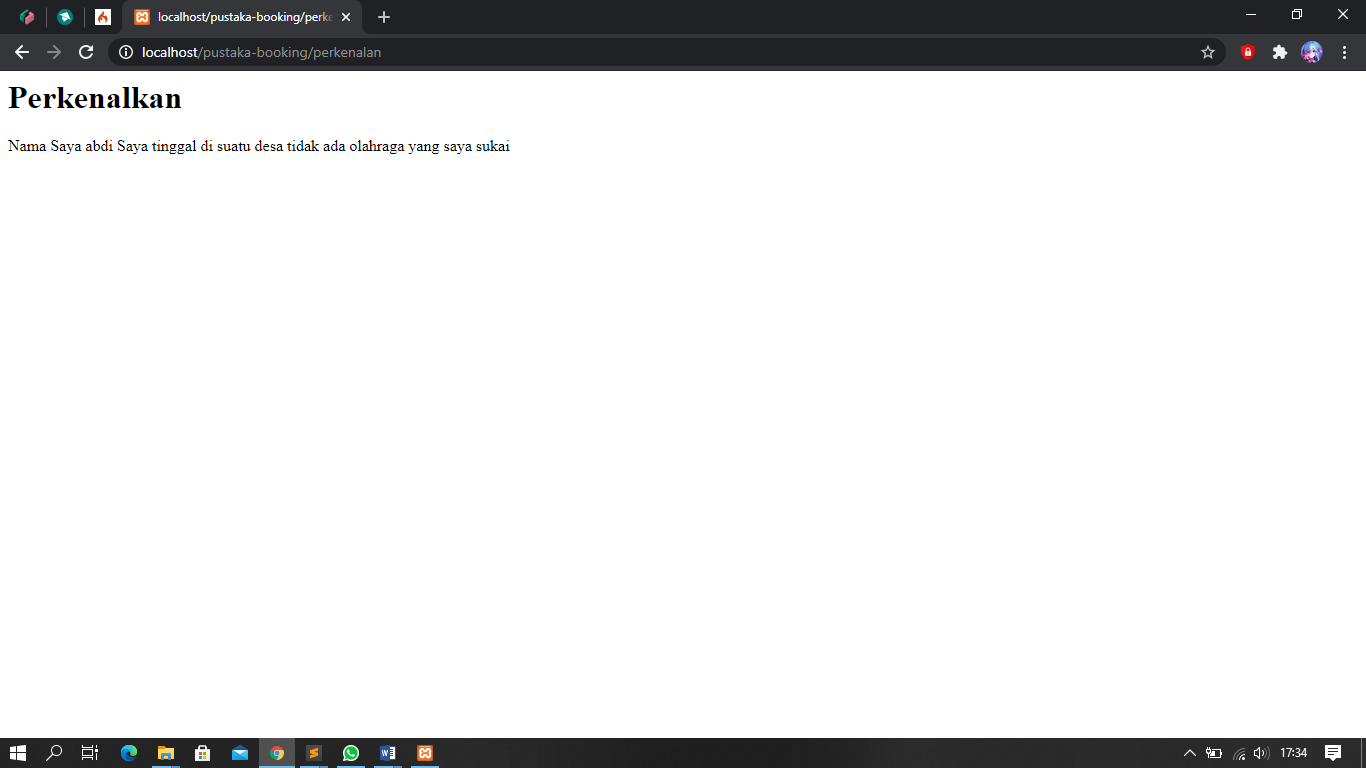 localhost/pustaka-booking/perke
localhost/pustaka-booking/perkenalan
Perkenalkan
Nama Saya abdi Saya tinggal di suatu desa tidak ada olahraga yang saya sukai
17:34